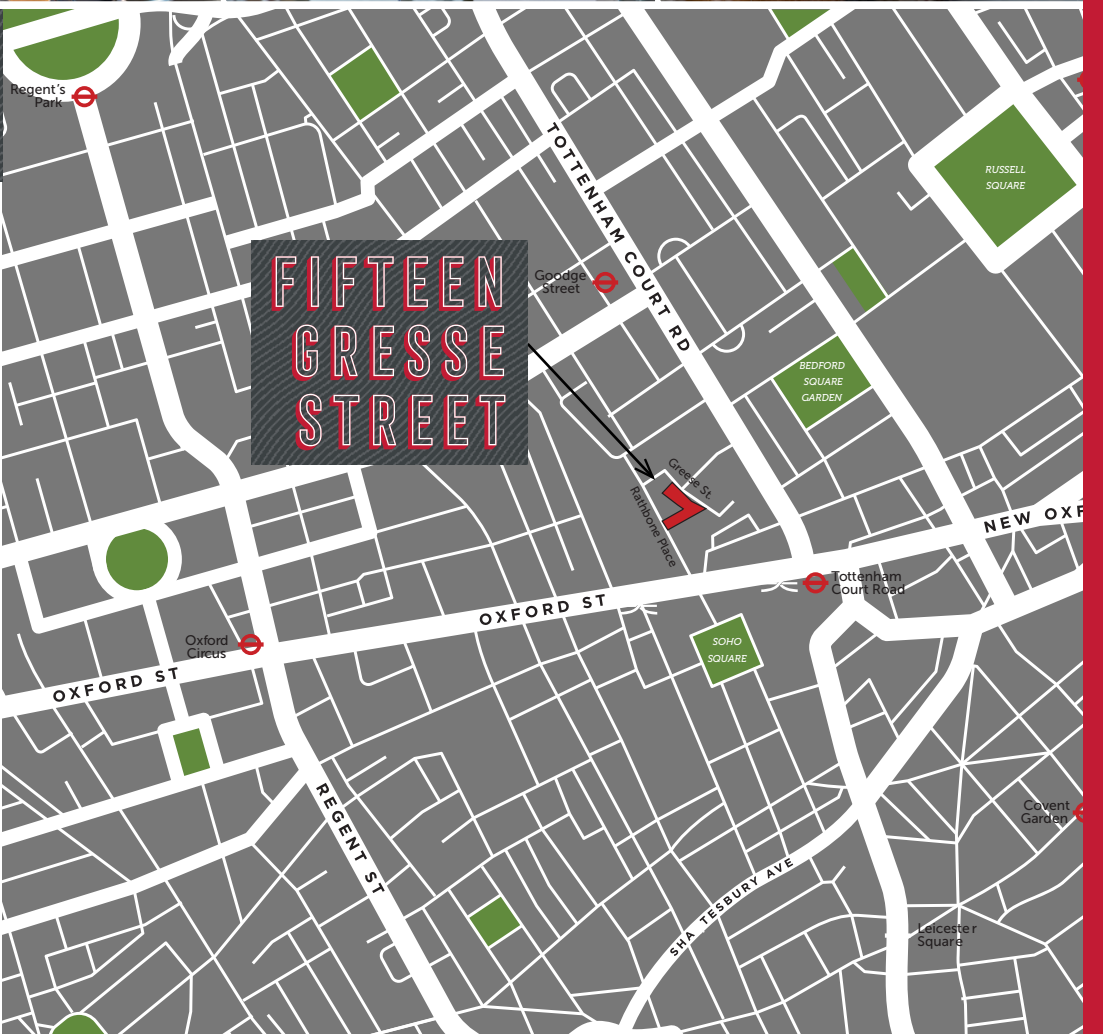 Regent's
Park
TOTTENHAM COURT RD
RUSSELL
SQUARE
FIFTEEN
GRESSE
STREET
Goodge
Street
BEDFORD
SQUARE
GARDEN
Greese St.
Rathbone Place
NEW OXF
Tottenham
Court Road
OXFORD ST
SOHO
SQUARE
Oxford
Circus
OXFORD ST
REGENT ST
Covent
Garden
SHA TESBURY AVE
Leicester
Square